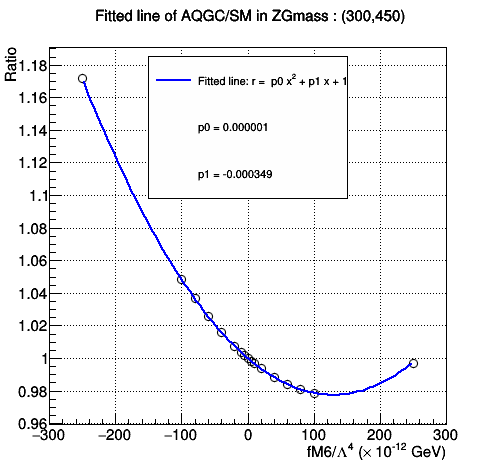 Fitted line of AQGC/SM in ZGmass : (300,450)
Ratio
1.18
1.16
1.14
1.12
1.1
1.08
1.06
1.04
1.02
1
0.98
0.96
Fitted line: r = p0 x² + p1 x + 1
p0 = 0.000001
p1 = -0.000349
−300 −200 −100 0 100 200 300
fM6/Λ⁴ (× 10⁻¹² GeV)